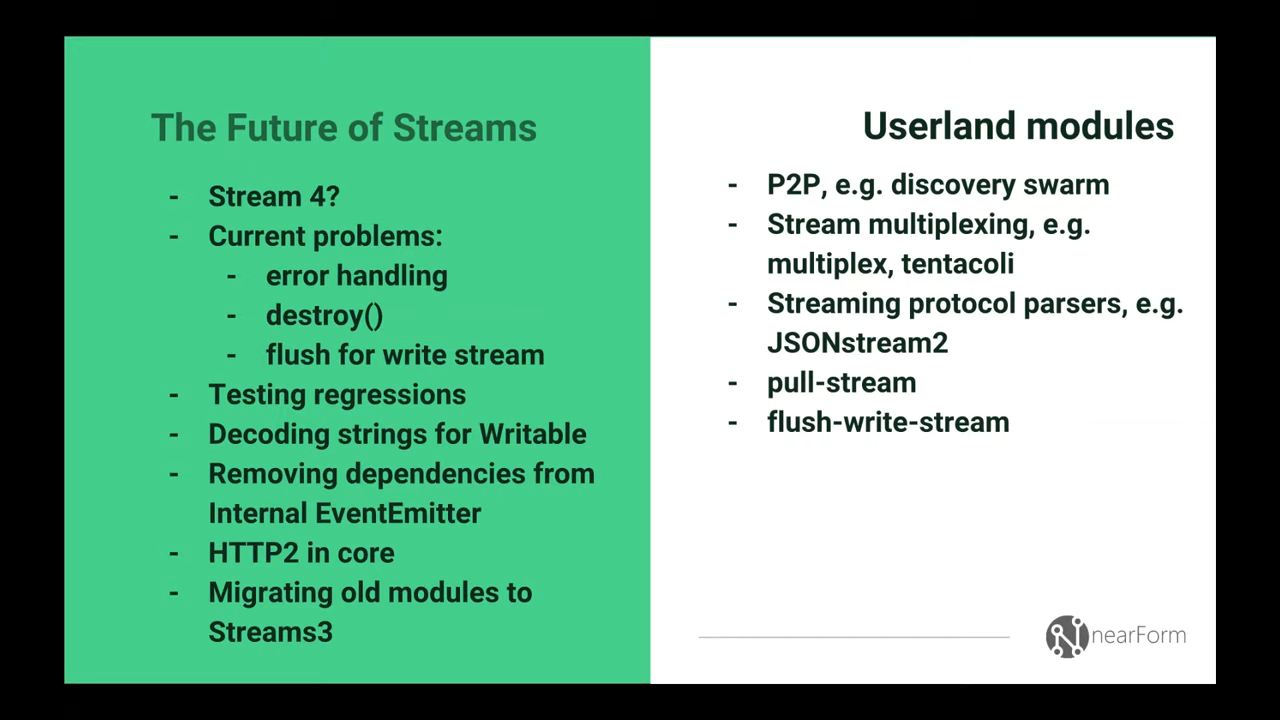 The Future of Streams
- Stream 4?
- Current problems:
- error handling
- destroy()
- flush for write stream
- Testing regressions
- Decoding strings for Writable
- Removing dependencies from
Internal EventEmitter
- HTTP2 in core
- Migrating old modules to
Streams3
Userland modules
- P2P, e.g. discovery swarm
- Stream multiplexing, e.g.
multiplex, tentacoli
- Streaming protocol parsers, e.g.
JSONstream2
- pull-stream
- flush-write-stream
nearForm